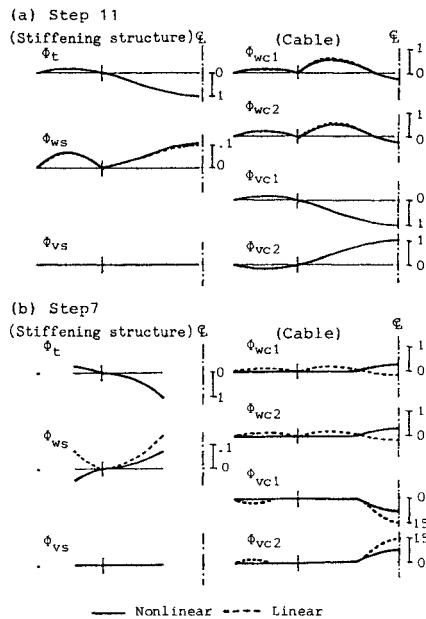 (a) Step 11
(Stiffening structure) ℄
(Cable) ℄
Φt
0
1
Φws
.1
0
Φvs
Φwc1
1
0
Φwc2
1
0
Φvc1
0
1
Φvc2
1
0
(b) Step7
(Stiffening structure) ℄
(Cable) ℄
Φt
0
1
Φws
.1
0
Φvs
Φwc1
1
0
Φwc2
1
0
Φvc1
0
15
Φvc2
15
0
Nonlinear Linear